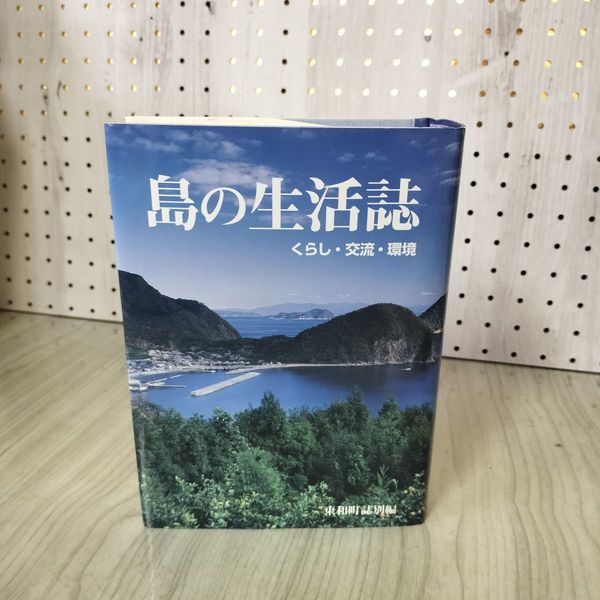 島の生活誌
くらし・交流・環境
東和町誌別編